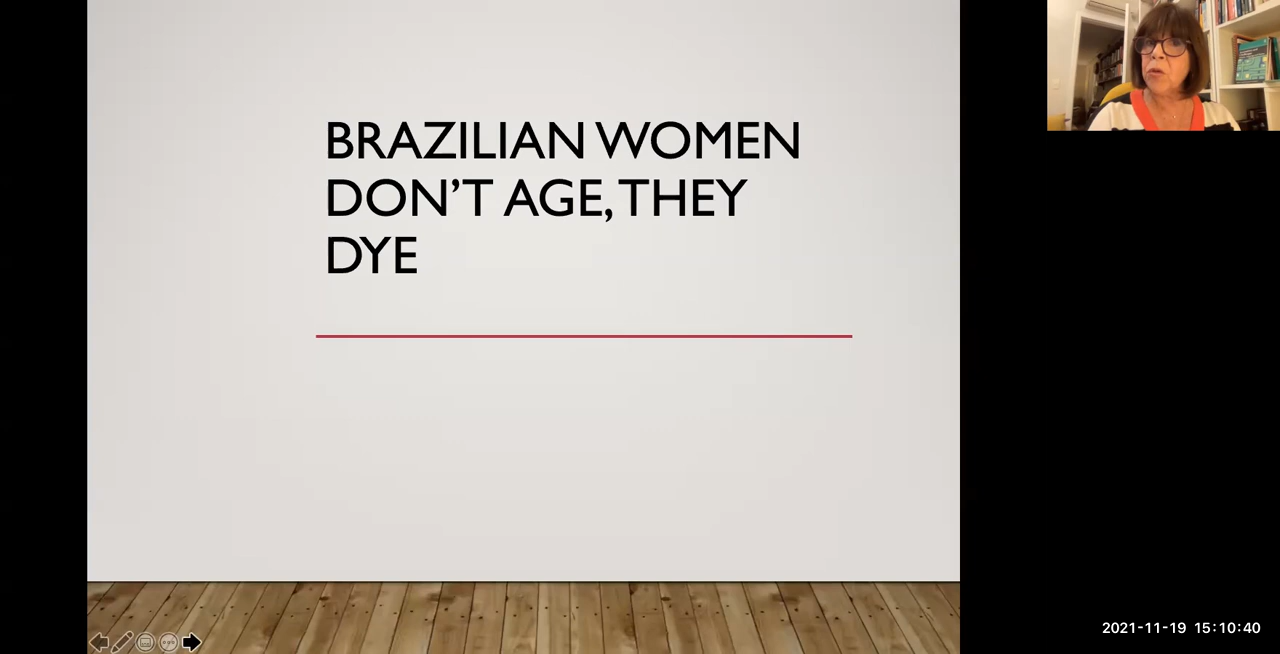 BRAZILIAN WOMEN
DON'T AGE, THEY
DYE
2021-11-19 15:10:40